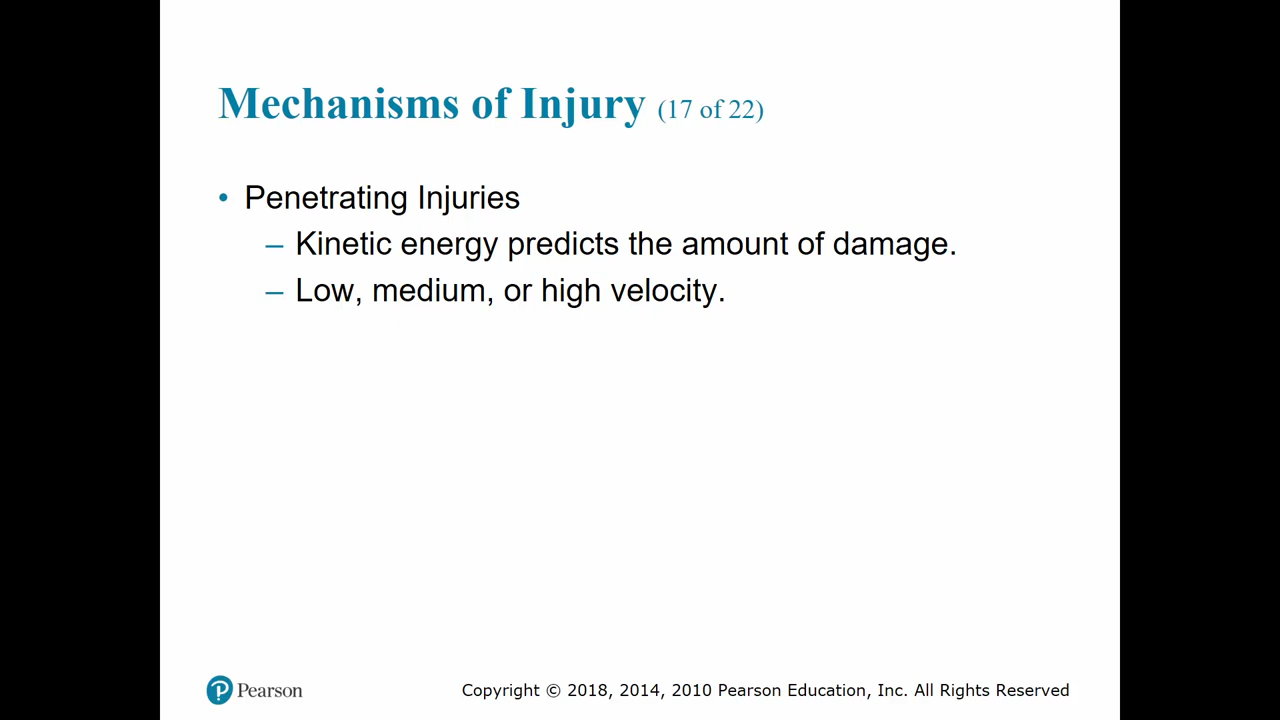 Mechanisms of Injury (17 of 22)
• Penetrating Injuries
– Kinetic energy predicts the amount of damage.
– Low, medium, or high velocity.
Pearson
Copyright © 2018, 2014, 2010 Pearson Education, Inc. All Rights Reserved